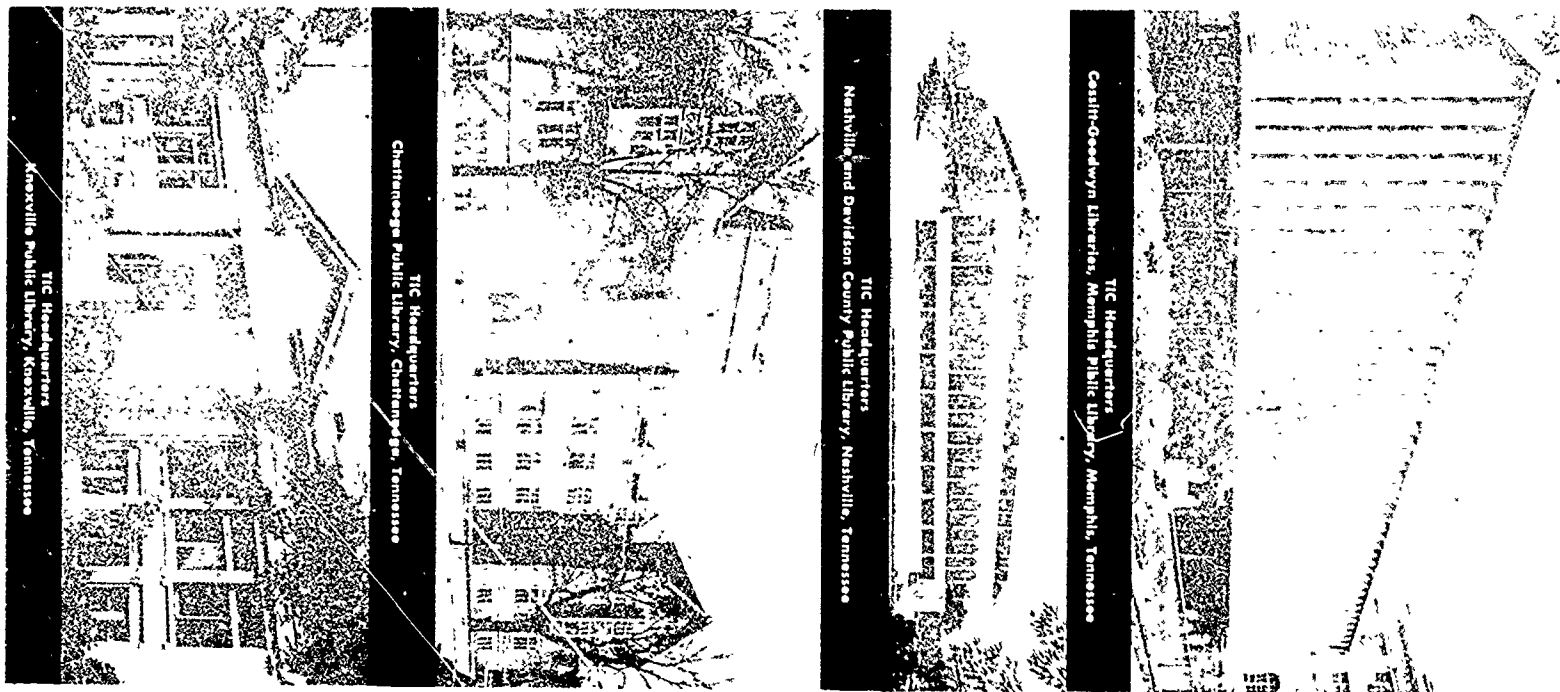 TIC Headquarters
Cossitt-Goodwyn Libraries, Memphis Public Library, Memphis, Tennessee
TIC Headquarters
Nashville and Davidson County Public Library, Nashville, Tennessee
TIC Headquarters
Chattanooga Public Library, Chattanooga, Tennessee
TIC Headquarters
Knoxville Public Library, Knoxville, Tennessee